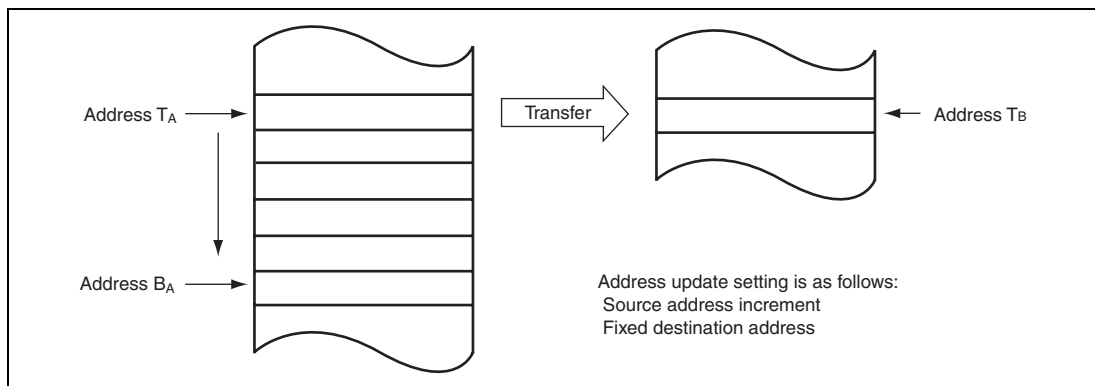 Address TA
Transfer
Address TB
Address BA
Address update setting is as follows:
Source address increment
Fixed destination address